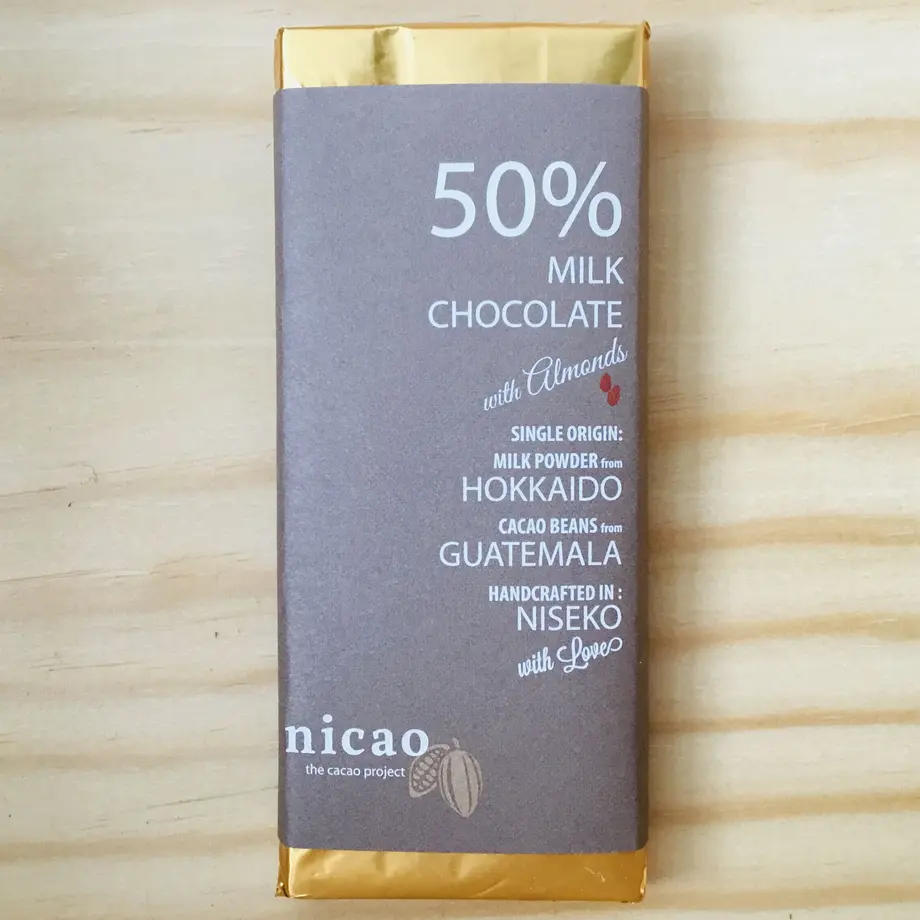 50%
MILK
CHOCOLATE
with Almonds
SINGLE ORIGIN:
MILK POWDER from
HOKKAIDO
CACAO BEANS from
GUATEMALA
HANDCRAFTED IN :
NISEKO
with Love
nicao
the cacao project